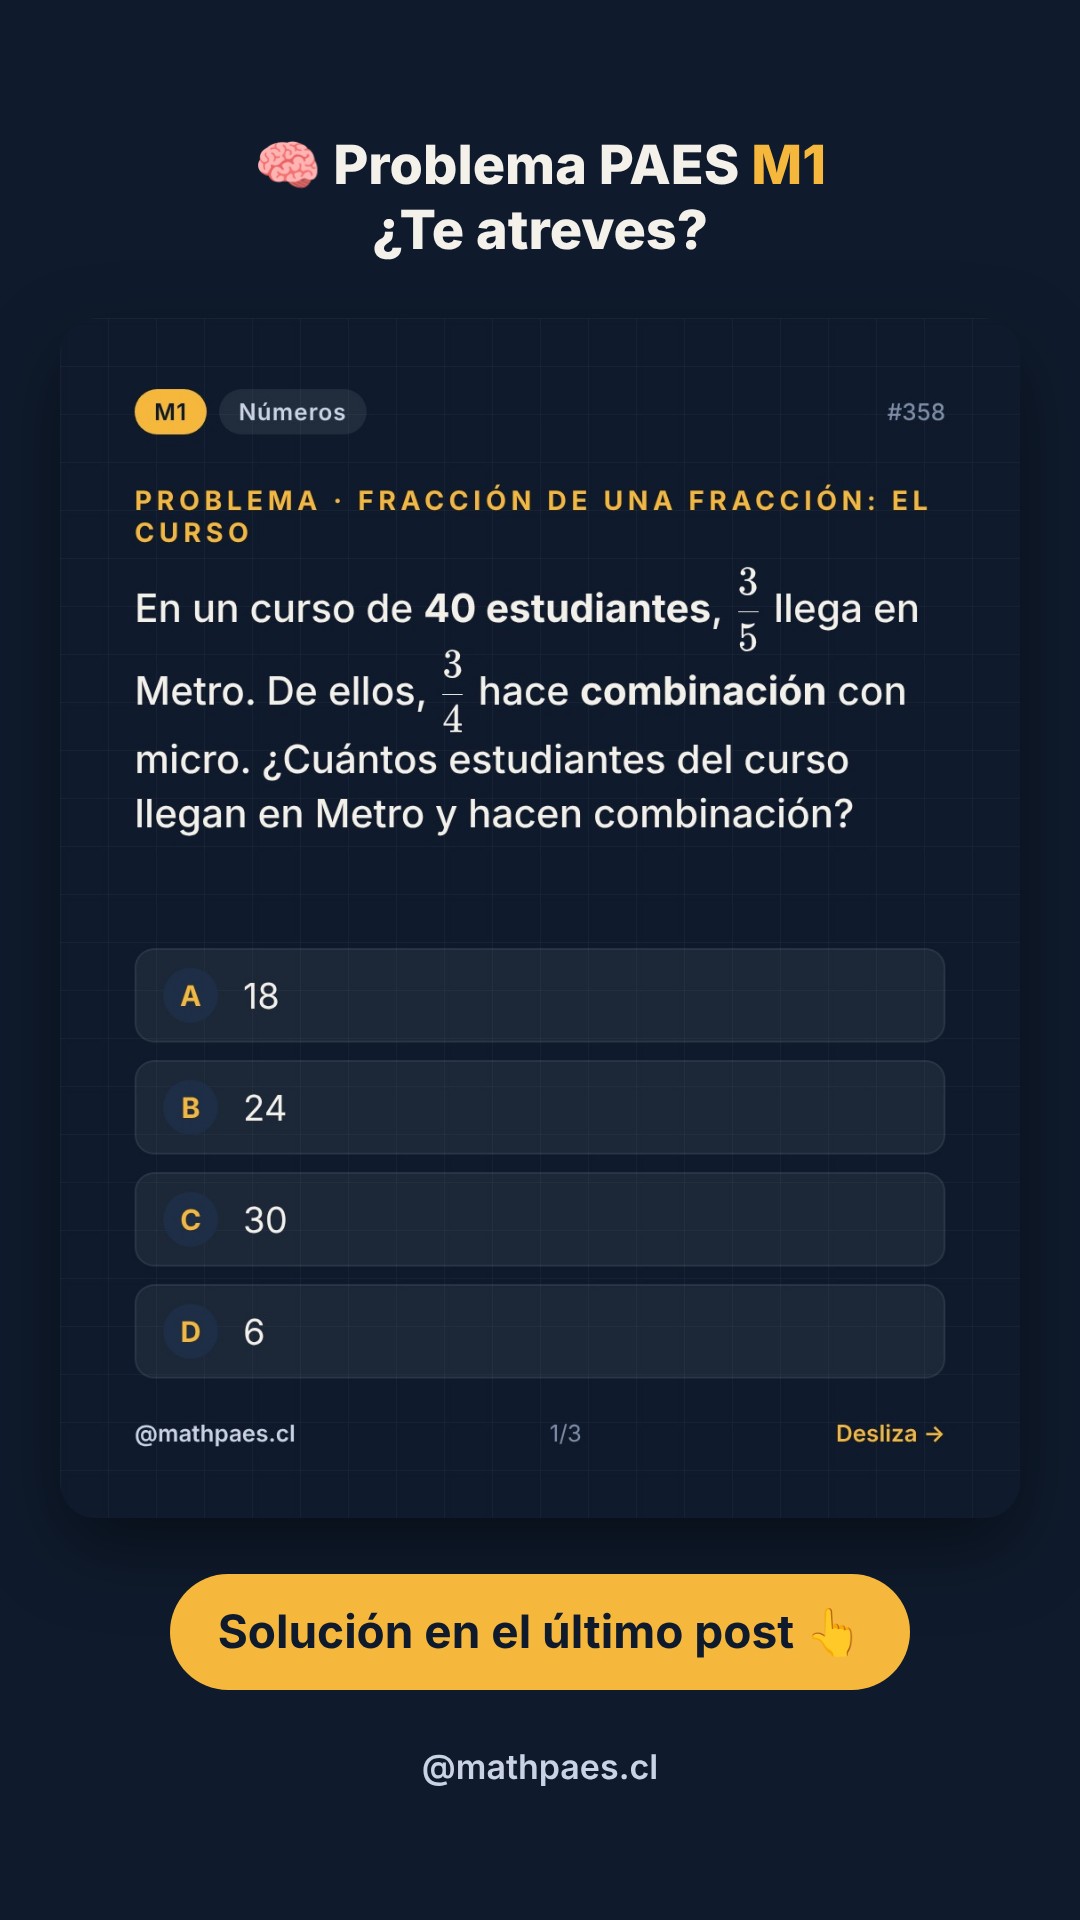 🧠 Problema PAES M1
¿Te atreves?
M1 Números #358
PROBLEMA · FRACCIÓN DE UNA FRACCIÓN: EL
CURSO
En un curso de 40 estudiantes, 3/5 llega en
Metro. De ellos, 3/4 hace combinación con
micro. ¿Cuántos estudiantes del curso
llegan en Metro y hacen combinación?
A 18
B 24
C 30
D 6
@mathpaes.cl 1/3 Desliza →
Solución en el último post 👆
@mathpaes.cl